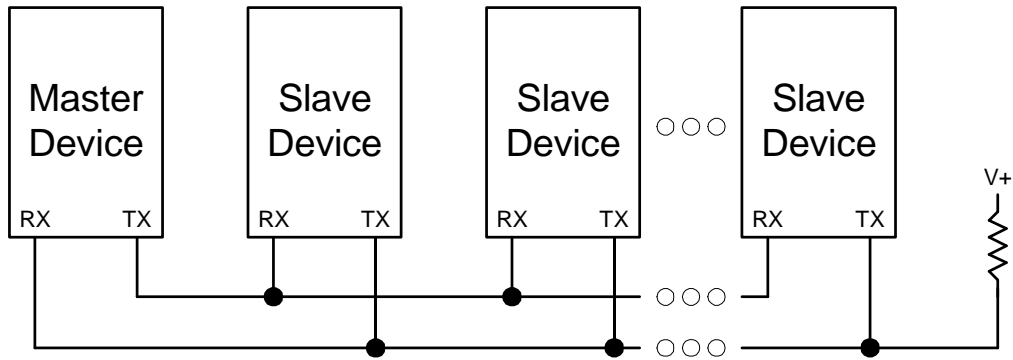 Master
Device
RX TX
Slave
Device
RX TX
Slave
Device
RX TX
Slave
Device
RX TX
V+